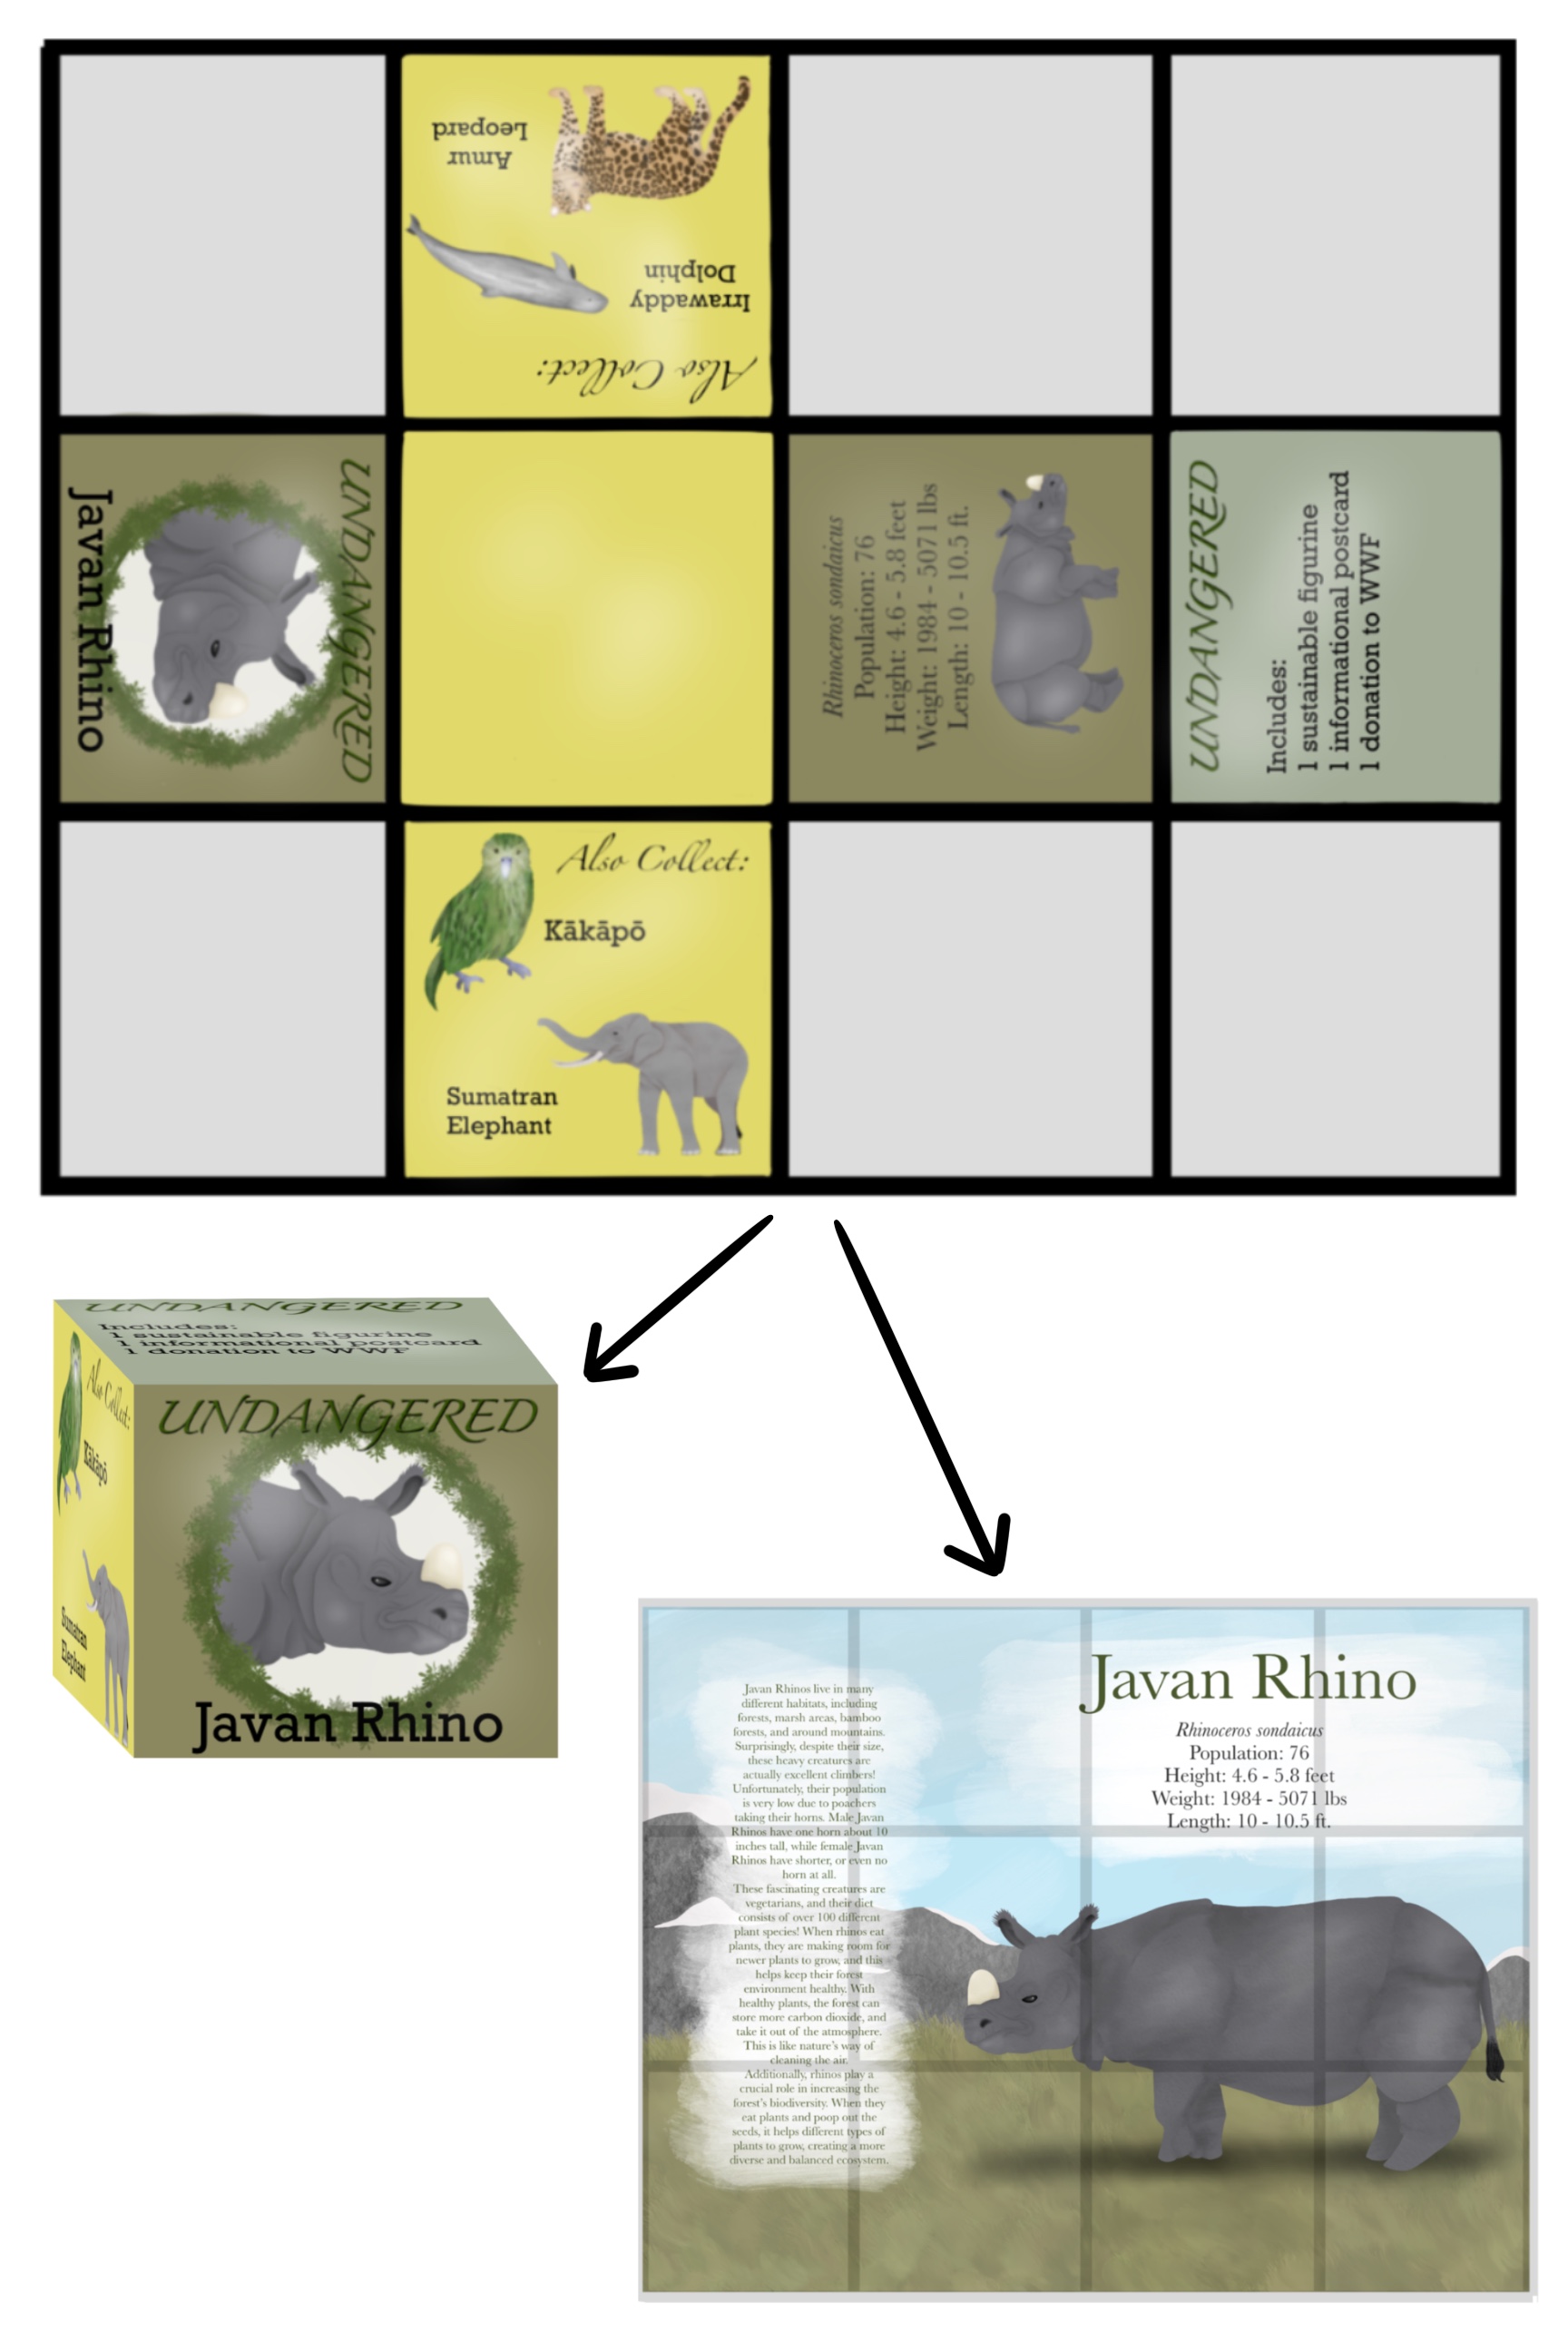 Amur
Leopard
Irrawaddy
Dolphin
Also Collect:
UNDANGERED
Javan Rhino
Rhinoceros sondaicus
Population: 76
Height: 4.6 - 5.8 feet
Weight: 1984 - 5071 lbs
Length: 10 - 10.5 ft.
UNDANGERED
Includes:
1 sustainable figurine
1 informational postcard
1 donation to WWF
Also Collect:
Kākāpō
Sumatran
Elephant
UNDANGERED
Includes:
1 sustainable figurine
1 informational postcard
1 donation to WWF
Also Collect:
Kākāpō
Sumatran
Elephant
UNDANGERED
Javan Rhino
Javan Rhino
Rhinoceros sondaicus
Population: 76
Height: 4.6 - 5.8 feet
Weight: 1984 - 5071 lbs
Length: 10 - 10.5 ft.
Javan Rhinos live in many
different habitats, including
forests, marsh areas, bamboo
forests, and around mountains.
Surprisingly, despite their size,
these heavy creatures are
actually excellent climbers!
Unfortunately, their population
is very low due to poachers
taking their horns. Male Javan
Rhinos have one horn about 10
inches tall, while female Javan
Rhinos have shorter, or even no
horn at all.
These fascinating creatures are
vegetarians, and their diet
consists of over 100 different
plant species! When rhinos eat
plants, they are making room for
newer plants to grow, and this
helps keep their forest
environment healthy. With
healthy plants, the forest can
store more carbon dioxide, and
take it out of the atmosphere.
This is like nature's way of
cleaning the air.
Additionally, rhinos play a
crucial role in increasing the
forest's biodiversity. When they
eat plants and poop out the
seeds, it helps different types of
plants to grow, creating a more
diverse and balanced ecosystem.